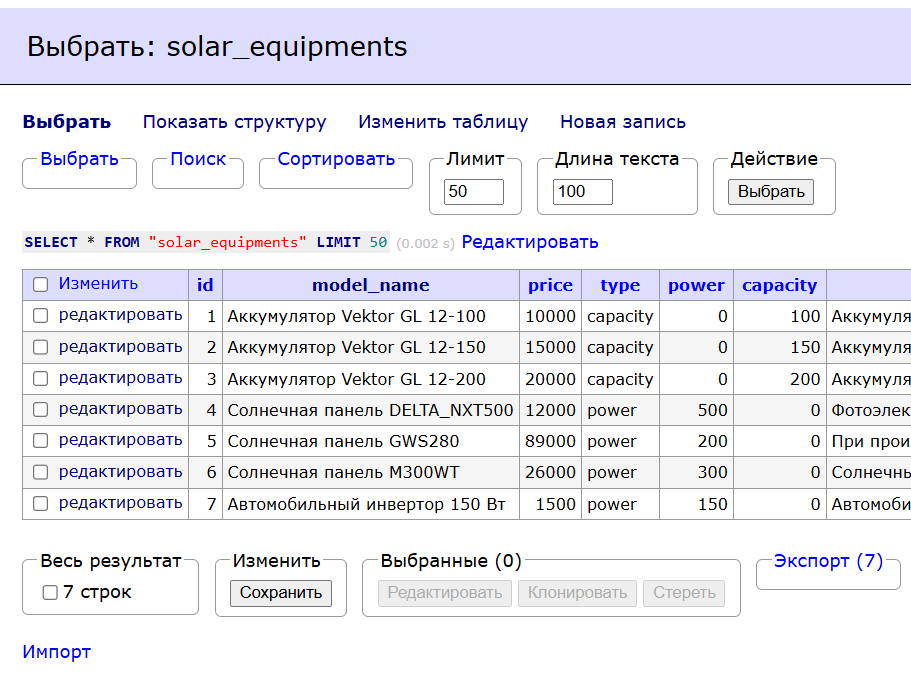 Выбрать: solar_equipments
Выбрать Показать структуру Изменить таблицу Новая запись
Выбрать Поиск Сортировать Лимит Длина текста Действие
50 100 Выбрать
SELECT * FROM "solar_equipments" LIMIT 50 (0.002 s) Редактировать
Изменить id model_name price type power capacity
редактировать 1 Аккумулятор Vektor GL 12-100 10000 capacity 0 100 Аккумуля
редактировать 2 Аккумулятор Vektor GL 12-150 15000 capacity 0 150 Аккумуля
редактировать 3 Аккумулятор Vektor GL 12-200 20000 capacity 0 200 Аккумуля
редактировать 4 Солнечная панель DELTA_NXT500 12000 power 500 0 Фотоэлек
редактировать 5 Солнечная панель GWS280 89000 power 200 0 При прои
редактировать 6 Солнечная панель M300WT 26000 power 300 0 Солнечнь
редактировать 7 Автомобильный инвертор 150 Вт 1500 power 150 0 Автомоби
Весь результат Изменить Выбранные (0) Экспорт (7)
7 строк Сохранить Редактировать Клонировать Стереть
Импорт